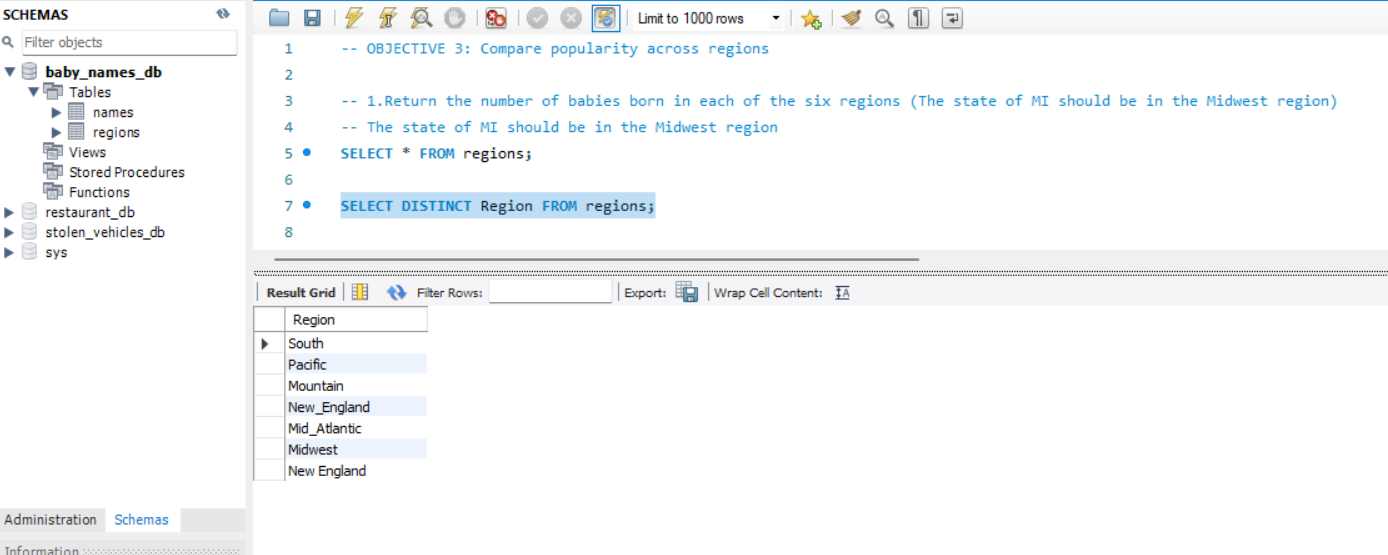 SCHEMAS
Filter objects
baby_names_db
Tables
names
regions
Views
Stored Procedures
Functions
restaurant_db
stolen_vehicles_db
sys
Administration
Schemas
Information
Limit to 1000 rows
1 -- OBJECTIVE 3: Compare popularity across regions
2
3 -- 1.Return the number of babies born in each of the six regions (The state of MI should be in the Midwest region)
4 -- The state of MI should be in the Midwest region
5 SELECT * FROM regions;
6
7 SELECT DISTINCT Region FROM regions;
8
Result Grid Filter Rows: Export: Wrap Cell Content: IA
Region
South
Pacific
Mountain
New_England
Mid_Atlantic
Midwest
New England